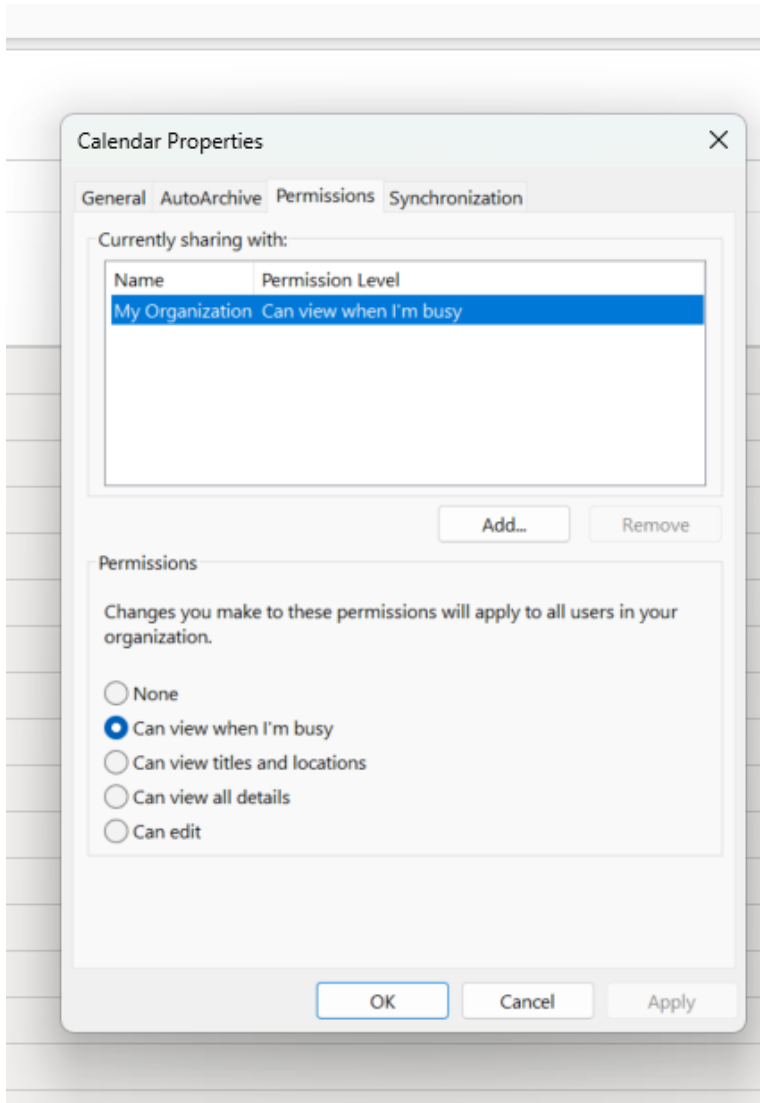 Calendar Properties
General AutoArchive Permissions Synchronization
Currently sharing with:
Name Permission Level
My Organization Can view when I'm busy
Add... Remove
Permissions
Changes you make to these permissions will apply to all users in your
organization.
None
Can view when I'm busy
Can view titles and locations
Can view all details
Can edit
OK Cancel Apply